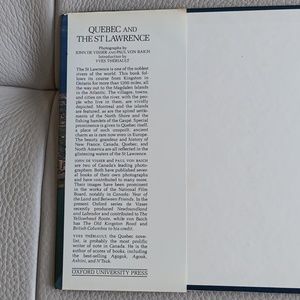 QUEBEC AND
THE ST LAWRENCE
Photographs by
JOHN DE VISSER AND PAUL VON BAICH
Introduction by
YVES THÉRIAULT
The St Lawrence is one of the noblest
rivers of the world. This book fol-
lows its course from Kingston in
Ontario for more than 1200 miles, all
the way out to the Magdalen Islands
in the Atlantic. The villages, towns,
and cities on the river, with the peo-
ple who live in them, are vividly
depicted. Montreal and the islands
are featured, as are the spinal settle-
ments of the North Shore and the
fishing hamlets of the Gaspé. Special
prominence is given to Quebec itself,
a place of such unspoilt, ancient
charm as is rare now even in Europe.
The beauty, grandeur and history of
New France, Canada, Quebec, and
North America are all reflected in the
glistening waters of the St Lawrence.
JOHN DE VISSER and PAUL VON BAICH
are two of Canada's leading photo-
graphers. Both have published sever-
al books of their own photographs
and have contributed to many more.
Their images have been prominent
in the works of the National Film
Board, notably in Canada: Year of
the Land and Between Friends. In the
present Oxford series de Visser
recently produced Newfoundland
and Labrador and contributed to The
Yellowhead Route, while von Baich
has The Old Kingston Road and
British Columbia to his credit.
YVES THÉRIAULT, the Quebec nove-
list, is probably the most prolific
writer of note in Canada. He is the
author of scores of books, including
the best-selling Agaguk, Agoak,
Ashini, and N'Tsuk.
OXFORD UNIVERSITY PRESS